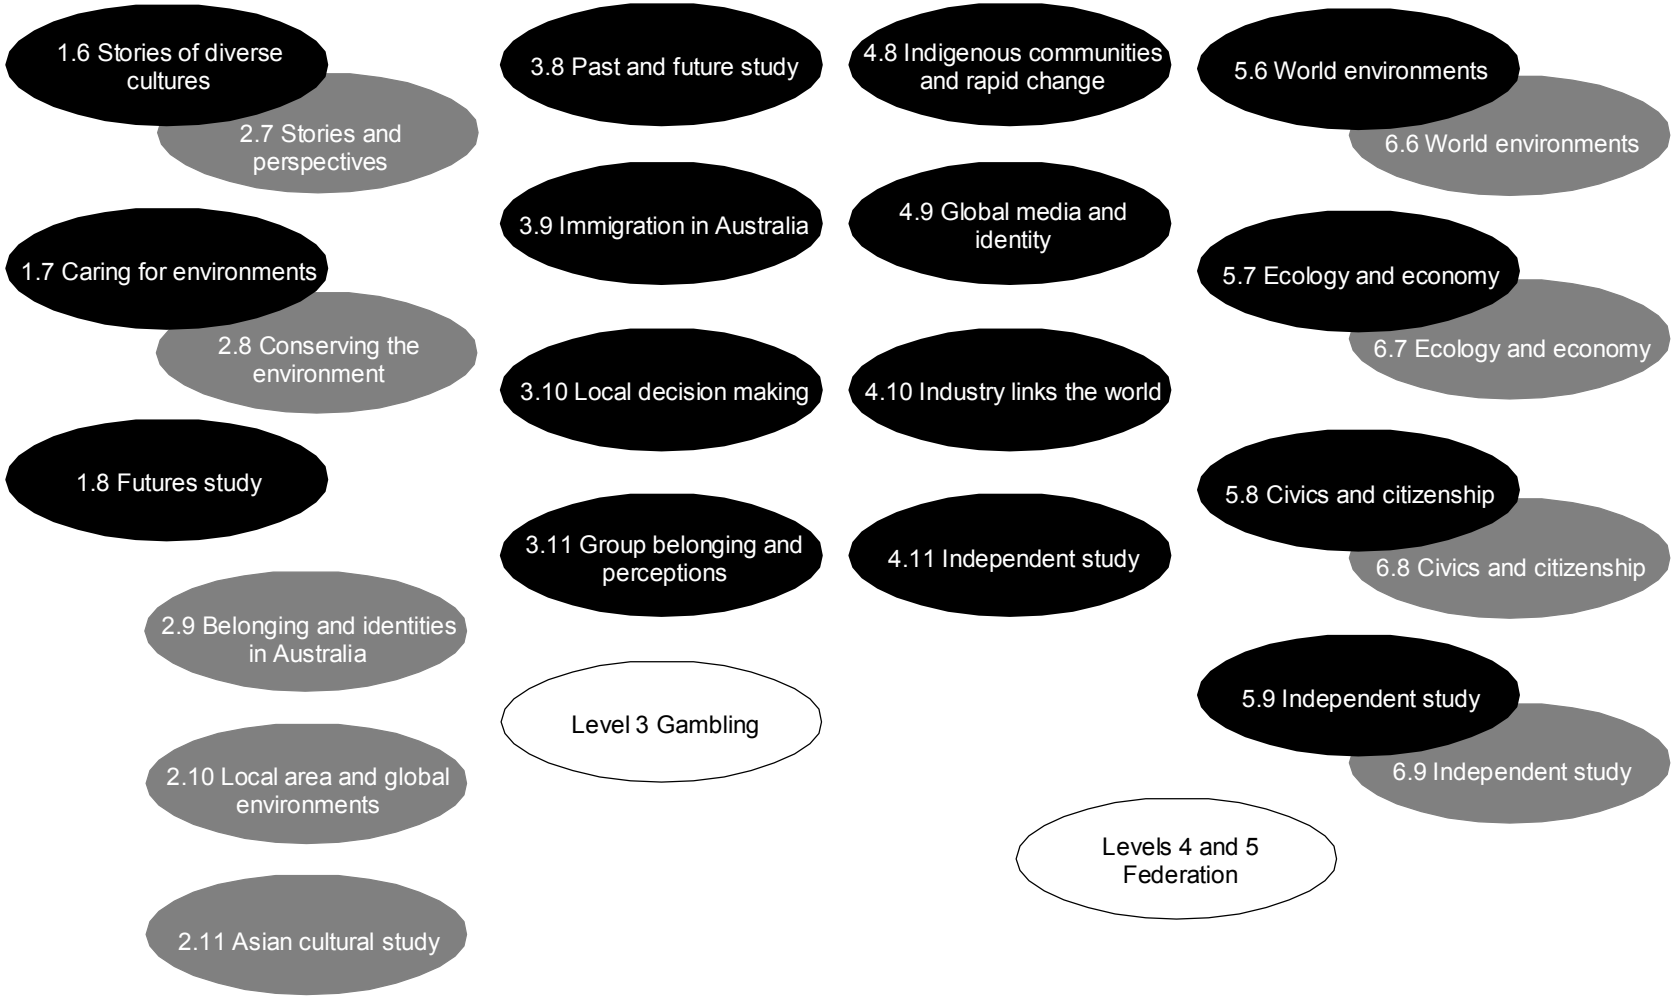 1.6 Stories of diverse
cultures
2.7 Stories and
perspectives
1.7 Caring for environments
2.8 Conserving the
environment
1.8 Futures study
2.9 Belonging and identities
in Australia
2.10 Local area and global
environments
2.11 Asian cultural study
3.8 Past and future study
3.9 Immigration in Australia
3.10 Local decision making
3.11 Group belonging and
perceptions
Level 3 Gambling
4.8 Indigenous communities
and rapid change
4.9 Global media and
identity
4.10 Industry links the world
4.11 Independent study
Levels 4 and 5
Federation
5.6 World environments
6.6 World environments
5.7 Ecology and economy
6.7 Ecology and economy
5.8 Civics and citizenship
6.8 Civics and citizenship
5.9 Independent study
6.9 Independent study